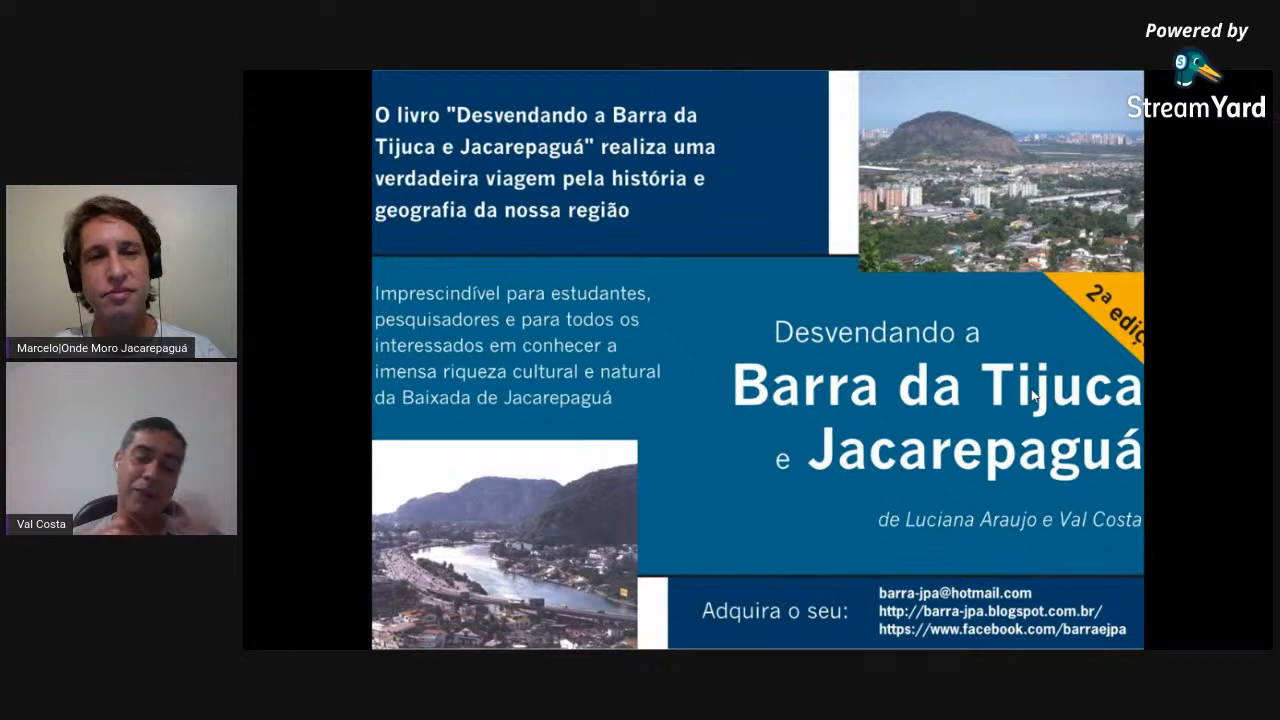 Powered by
StreamYard
O livro "Desvendando a Barra da
Tijuca e Jacarepaguá" realiza uma
verdadeira viagem pela história e
geografia da nossa região
Imprescindível para estudantes,
pesquisadores e para todos os
interessados em conhecer a
imensa riqueza cultural e natural
da Baixada de Jacarepaguá
2ª ediç
Desvendando a
Barra da Tijuca
e Jacarepaguá
de Luciana Araujo e Val Costa
Adquira o seu:
barra-jpa@hotmail.com
http://barra-jpa.blogspot.com.br/
https://www.facebook.com/barraejpa
Marcelo|Onde Moro Jacarepaguá
Val Costa